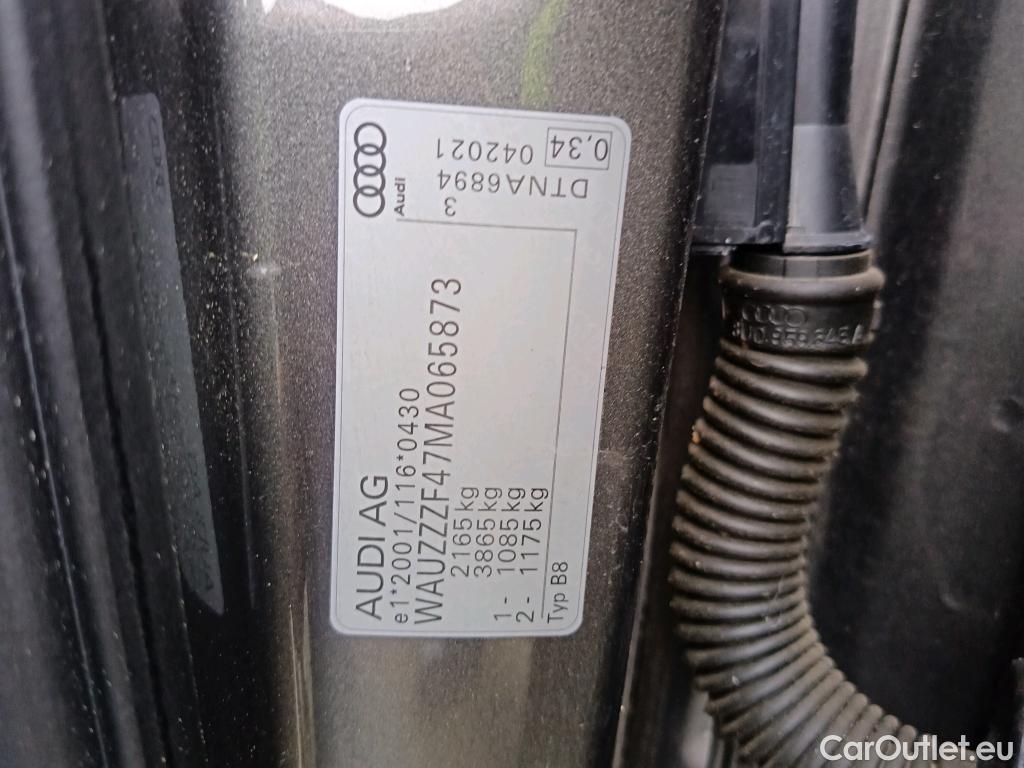 AUDI AG
e1*2001/116*0430
WAUZZZF47MA065873
2165 kg
3865 kg
1 - 1085 kg
2 - 1175 kg
Typ B8
Audi
3
DTNA6894
042021
0,34
CarOutlet.eu